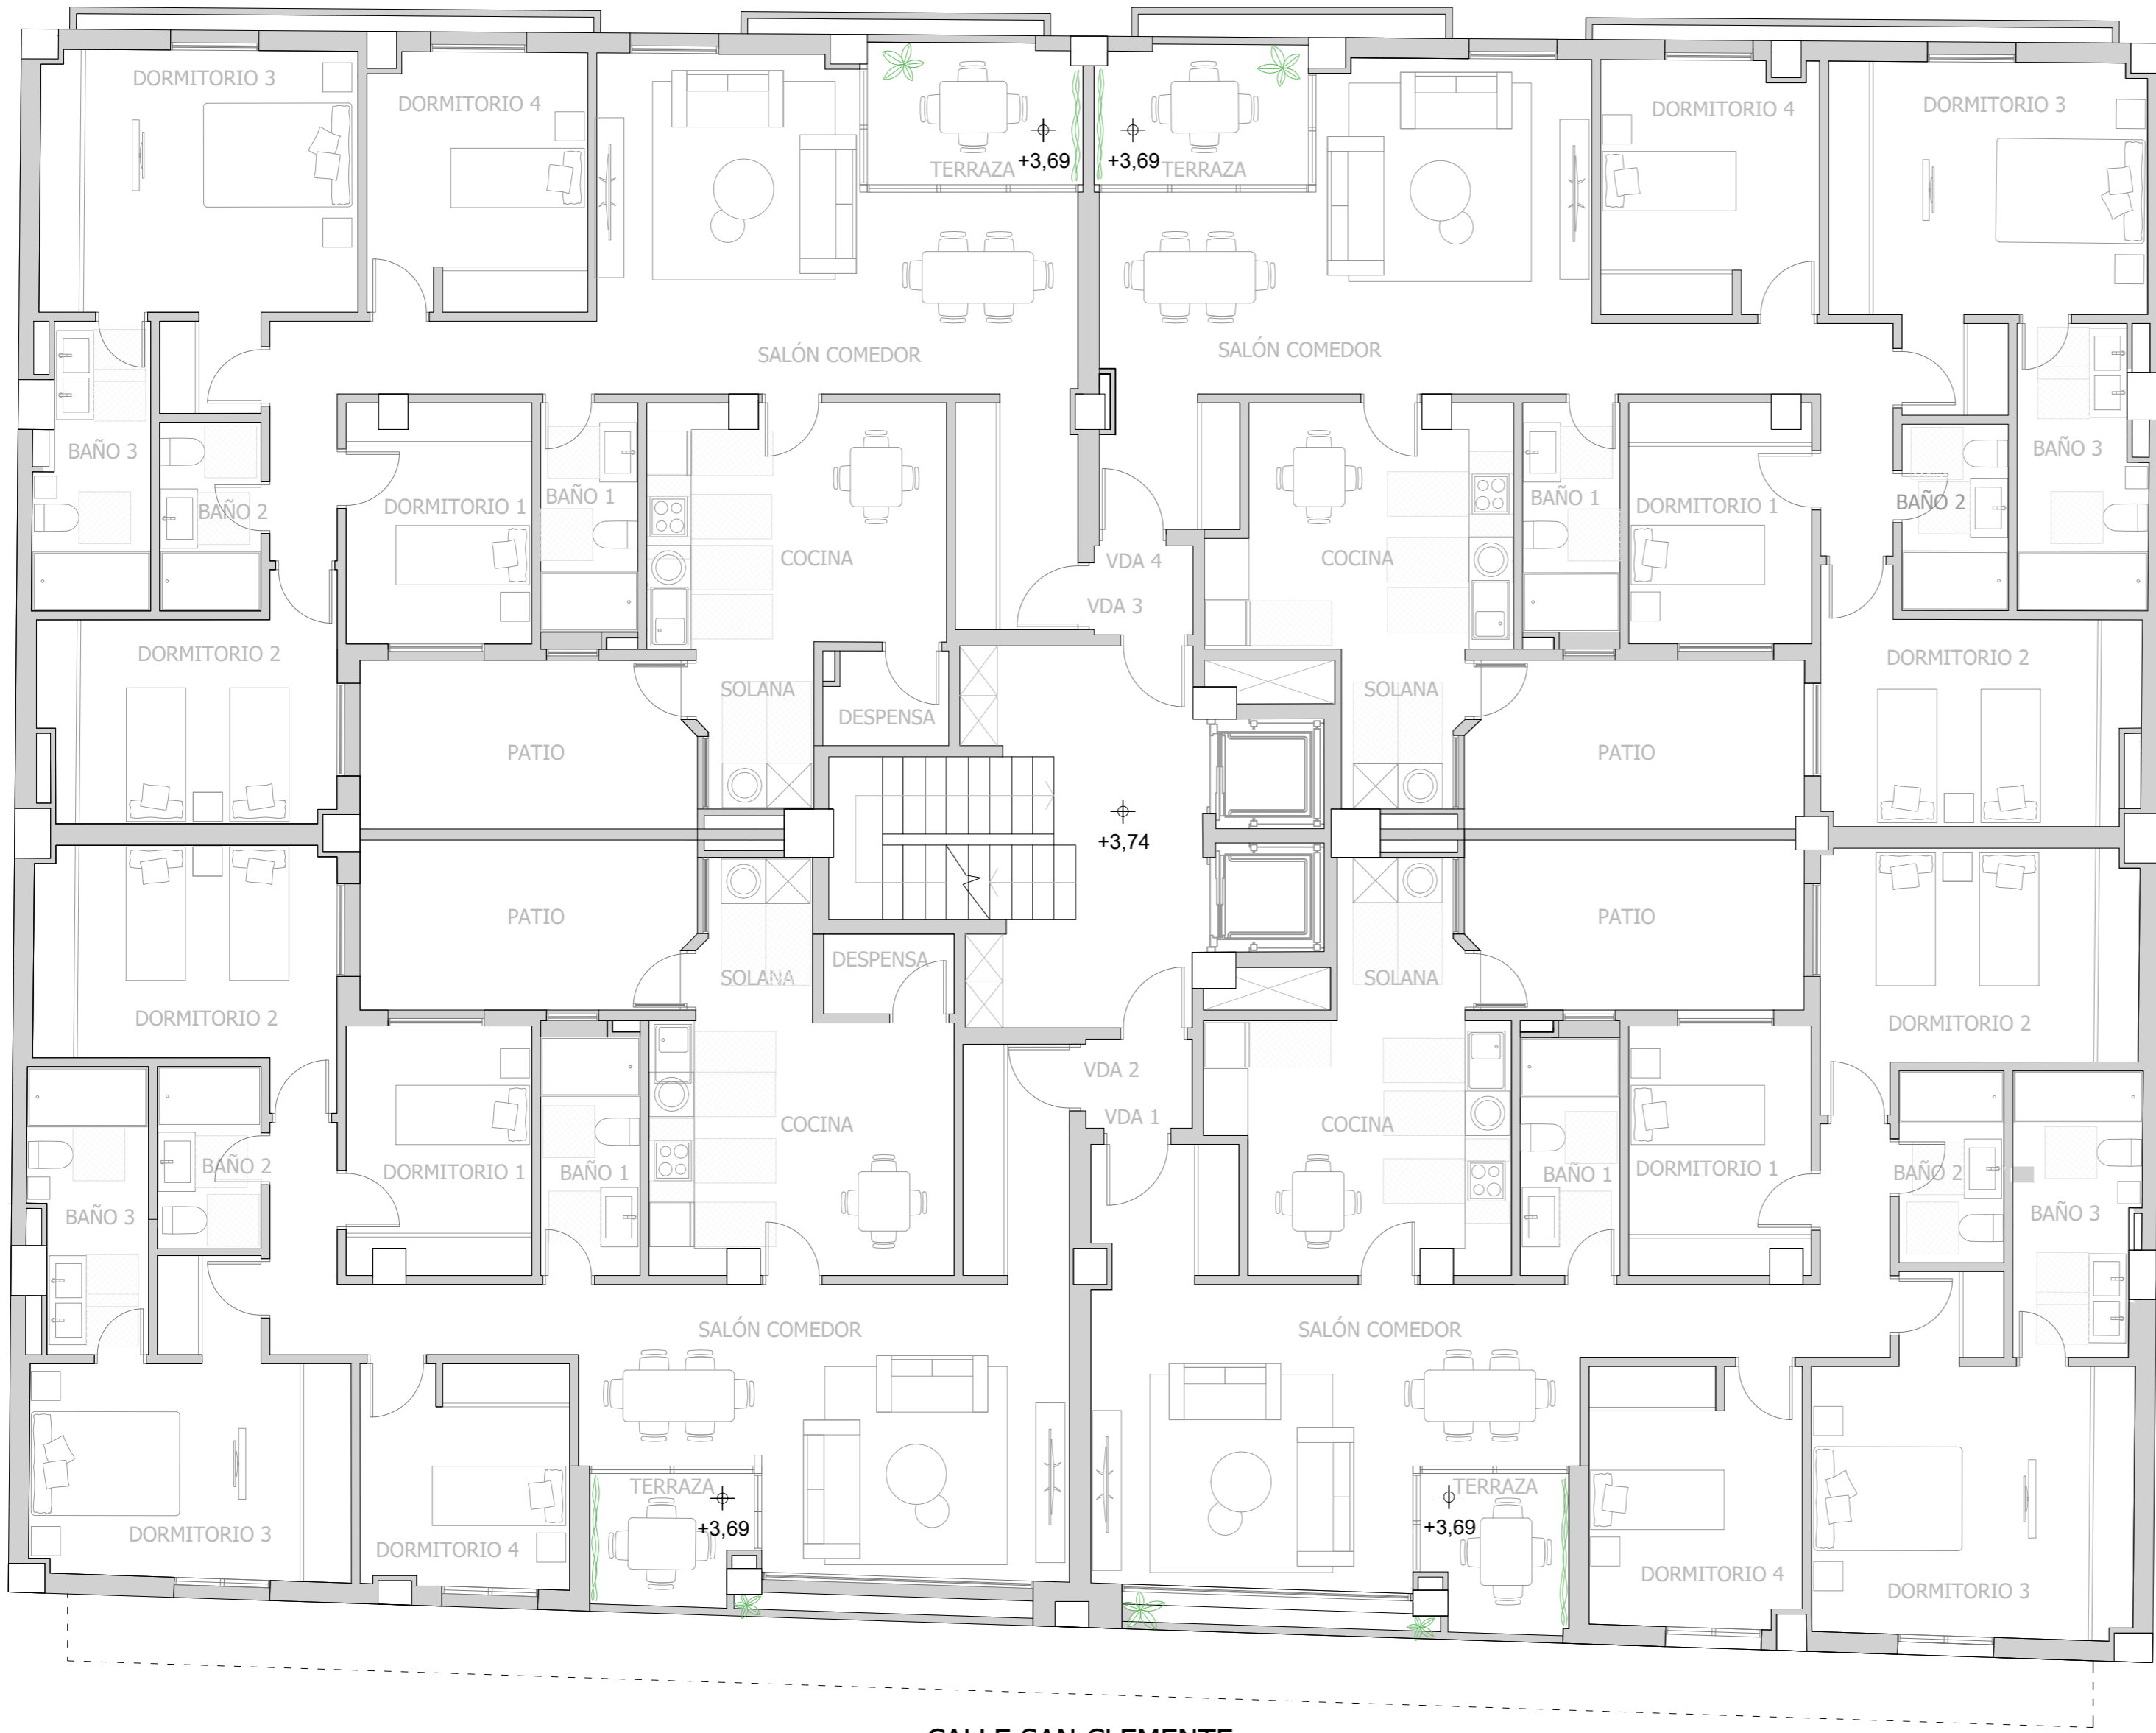 DORMITORIO 3
DORMITORIO 4
DORMITORIO 4
DORMITORIO 3
TERRAZA
+3,69
+3,69
TERRAZA
SALÓN COMEDOR
SALÓN COMEDOR
BAÑO 3
BAÑO 2
DORMITORIO 1
BAÑO 1
COCINA
VDA 4
VDA 3
COCINA
BAÑO 1
DORMITORIO 1
BAÑO 2
BAÑO 3
DORMITORIO 2
SOLANA
DESPENSA
SOLANA
DORMITORIO 2
PATIO
PATIO
+3,74
PATIO
PATIO
DORMITORIO 2
SOLANA
DESPENSA
SOLANA
DORMITORIO 2
VDA 2
VDA 1
BAÑO 3
BAÑO 2
DORMITORIO 1
BAÑO 1
COCINA
COCINA
BAÑO 1
DORMITORIO 1
BAÑO 2
BAÑO 3
SALÓN COMEDOR
SALÓN COMEDOR
TERRAZA
+3,69
TERRAZA
+3,69
DORMITORIO 3
DORMITORIO 4
DORMITORIO 4
DORMITORIO 3
CALLE SAN CLEMENTE